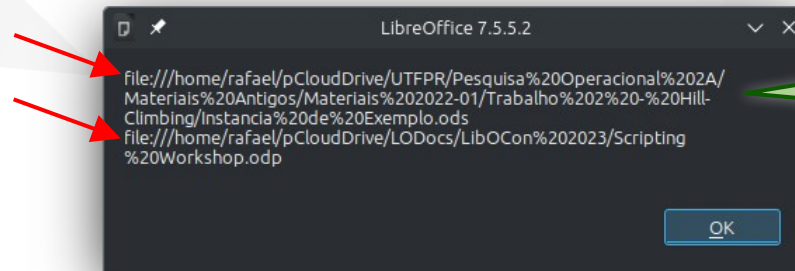 LibreOffice 7.5.5.2
file:///home/rafael/pCloudDrive/UTFPR/Pesquisa%20Operacional%202A/
Materiais%20Antigos/Materiais%202022-01/Trabalho%202%20-%20Hill-
Climbing/Instancia%20de%20Exemplo.ods
file:///home/rafael/pCloudDrive/LODocs/LibOCon%202023/Scripting
%20Workshop.odp
OK